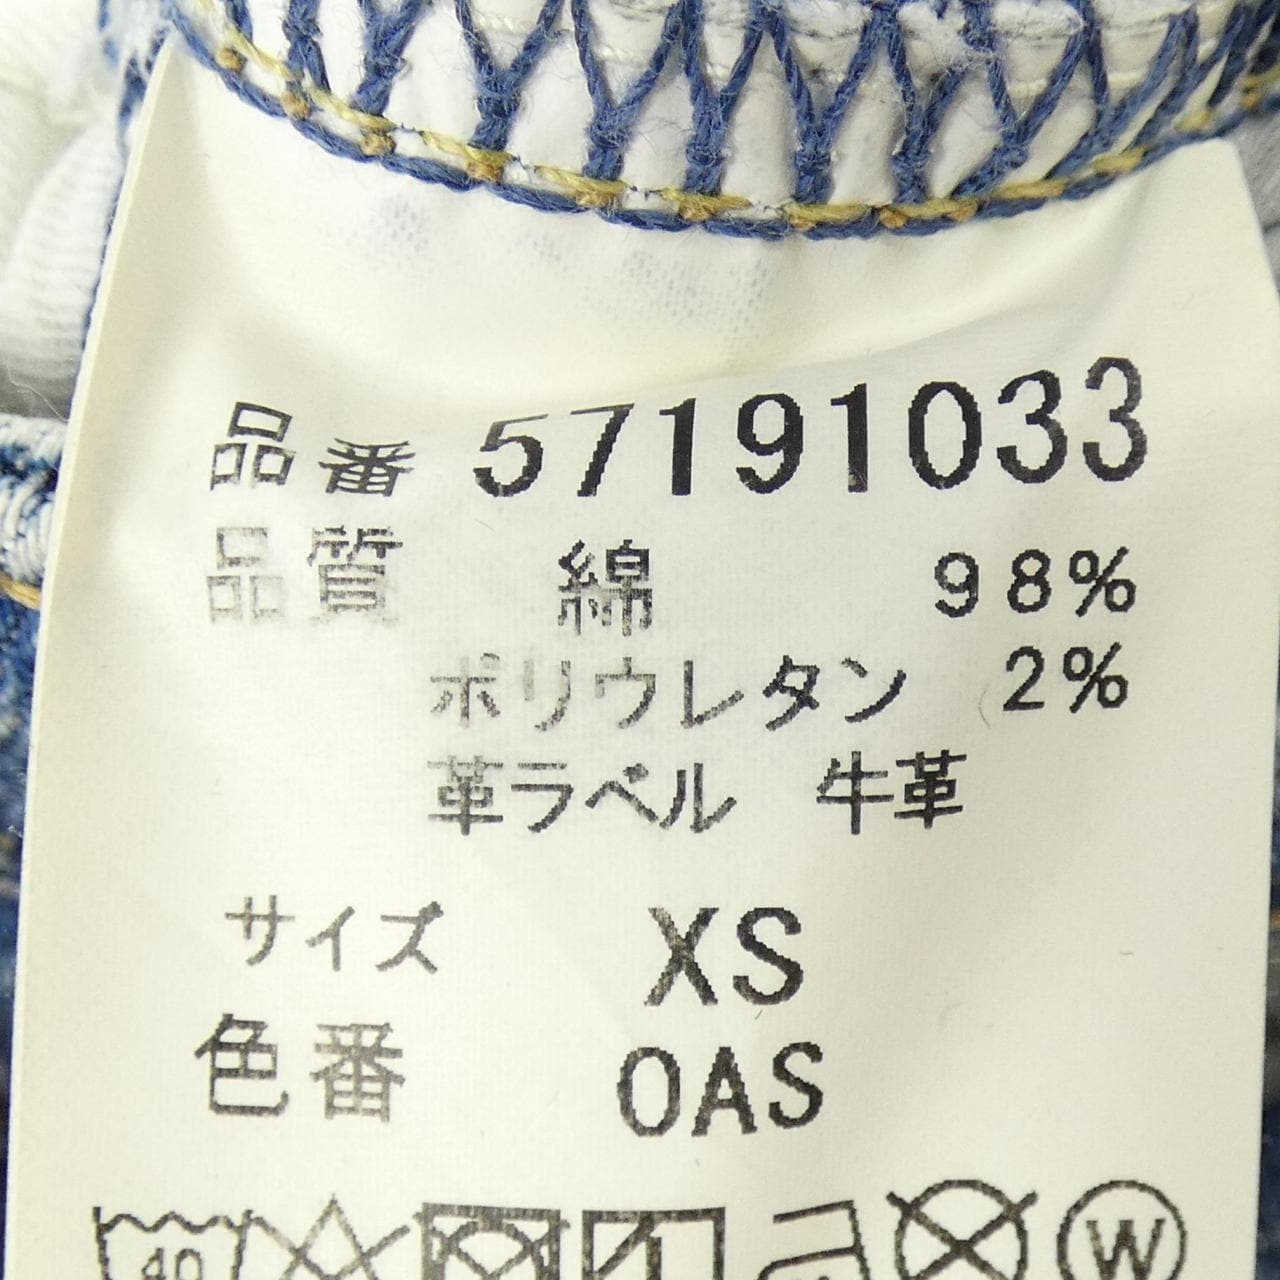 品番 57191033
品質 綿 98%
ポリウレタン 2%
革ラベル 牛革
サイズ XS
色番 OAS
40 W